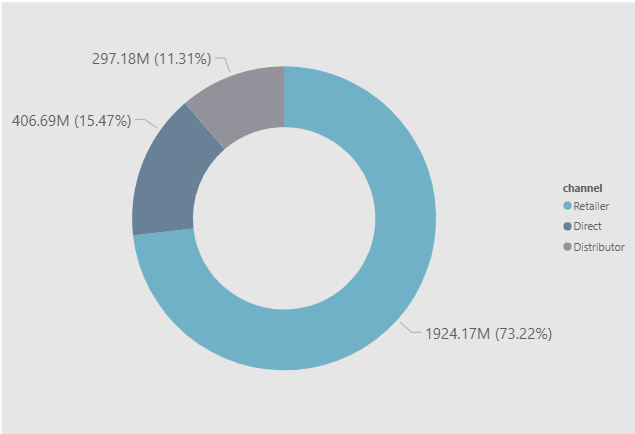 297.18M (11.31%)
406.69M (15.47%)
channel
Retailer
Direct
Distributor
1924.17M (73.22%)